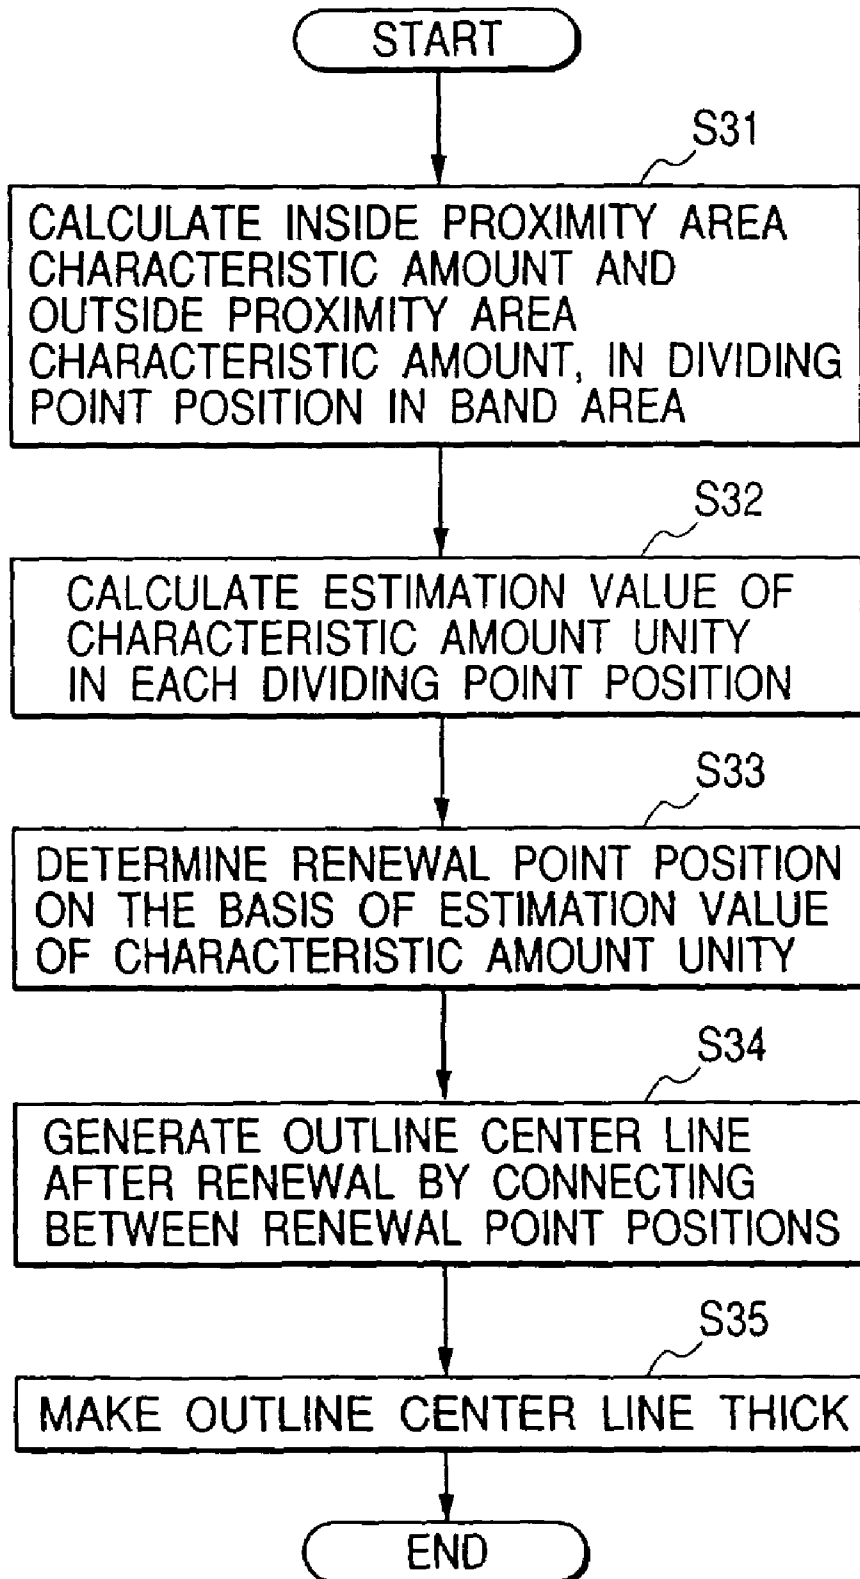 START
S31
CALCULATE INSIDE PROXIMITY AREA
CHARACTERISTIC AMOUNT AND
OUTSIDE PROXIMITY AREA
CHARACTERISTIC AMOUNT, IN DIVIDING
POINT POSITION IN BAND AREA
S32
CALCULATE ESTIMATION VALUE OF
CHARACTERISTIC AMOUNT UNITY
IN EACH DIVIDING POINT POSITION
S33
DETERMINE RENEWAL POINT POSITION
ON THE BASIS OF ESTIMATION VALUE
OF CHARACTERISTIC AMOUNT UNITY
S34
GENERATE OUTLINE CENTER LINE
AFTER RENEWAL BY CONNECTING
BETWEEN RENEWAL POINT POSITIONS
S35
MAKE OUTLINE CENTER LINE THICK
END